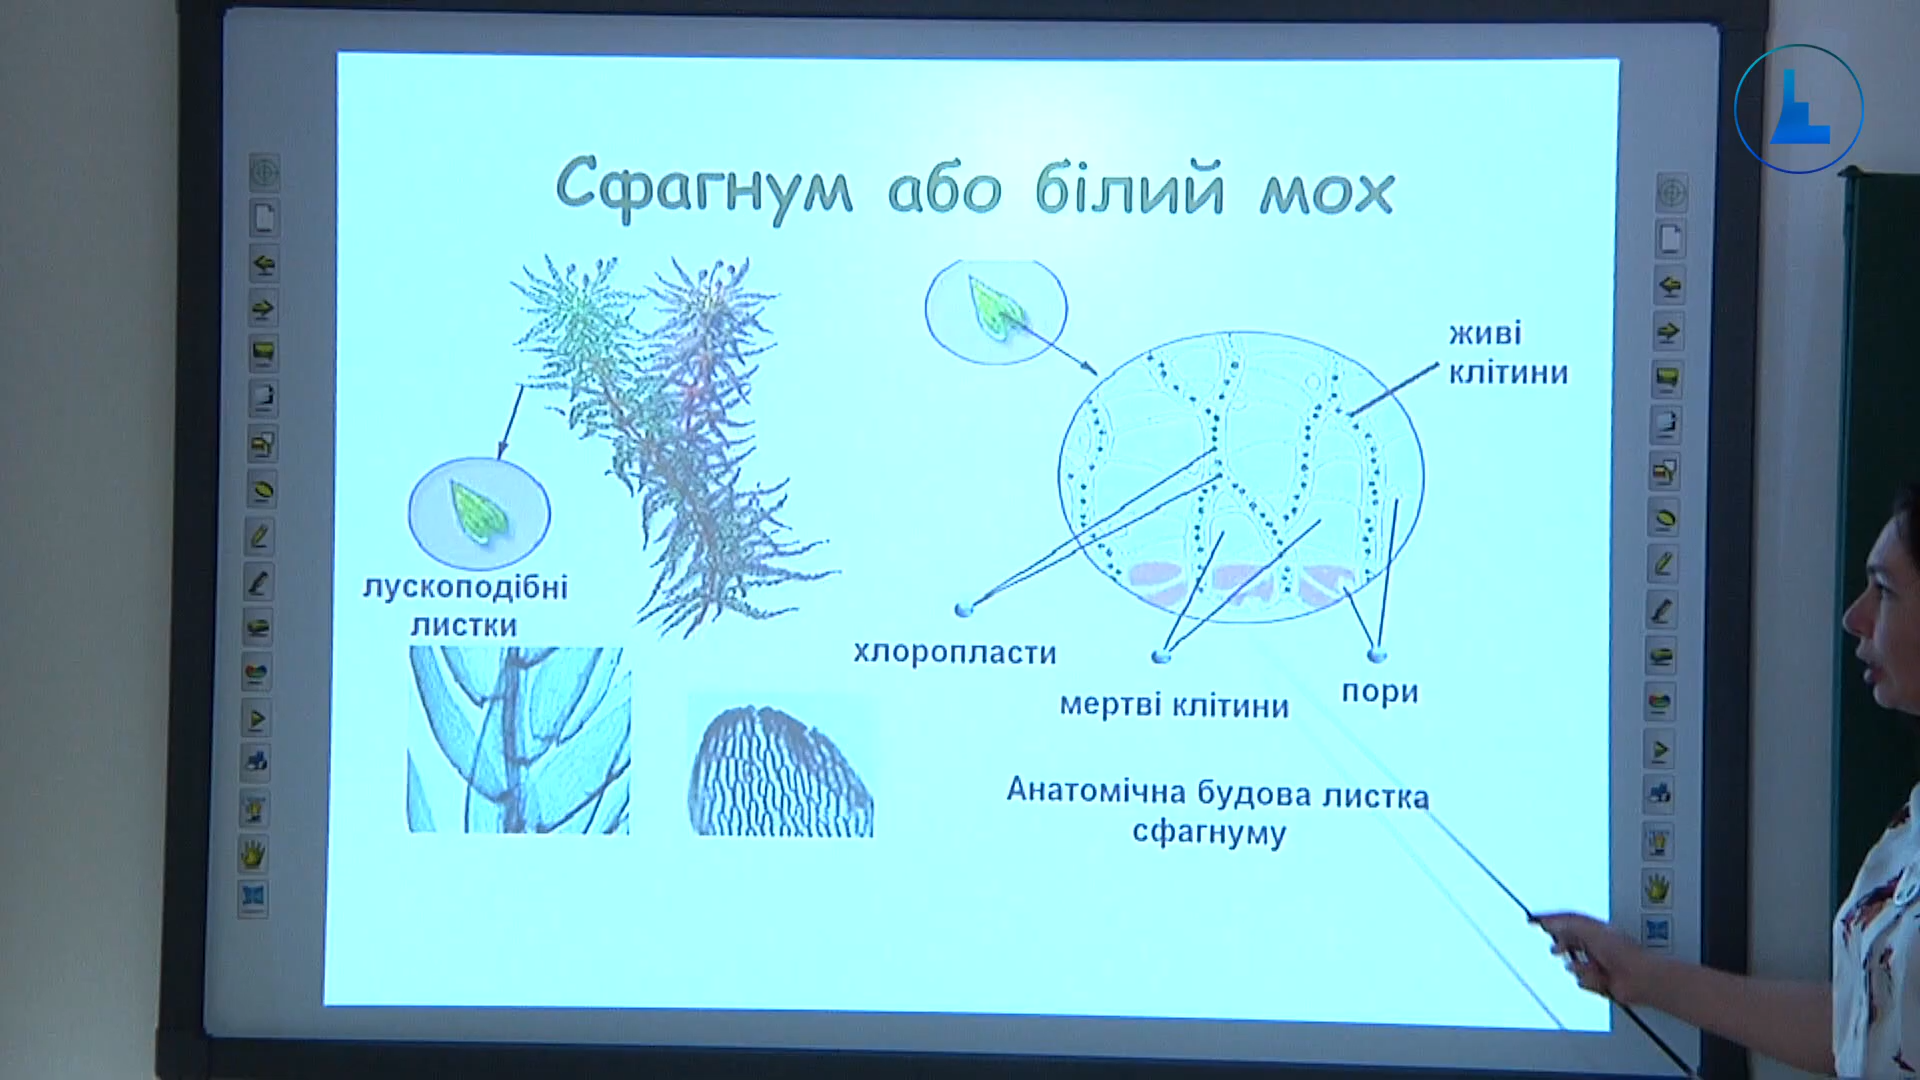 Сфагнум або білий мох
живі
клітини
лускоподібні
листки
хлоропласти
мертві клітини
пори
Анатомічна будова листка
сфагнуму